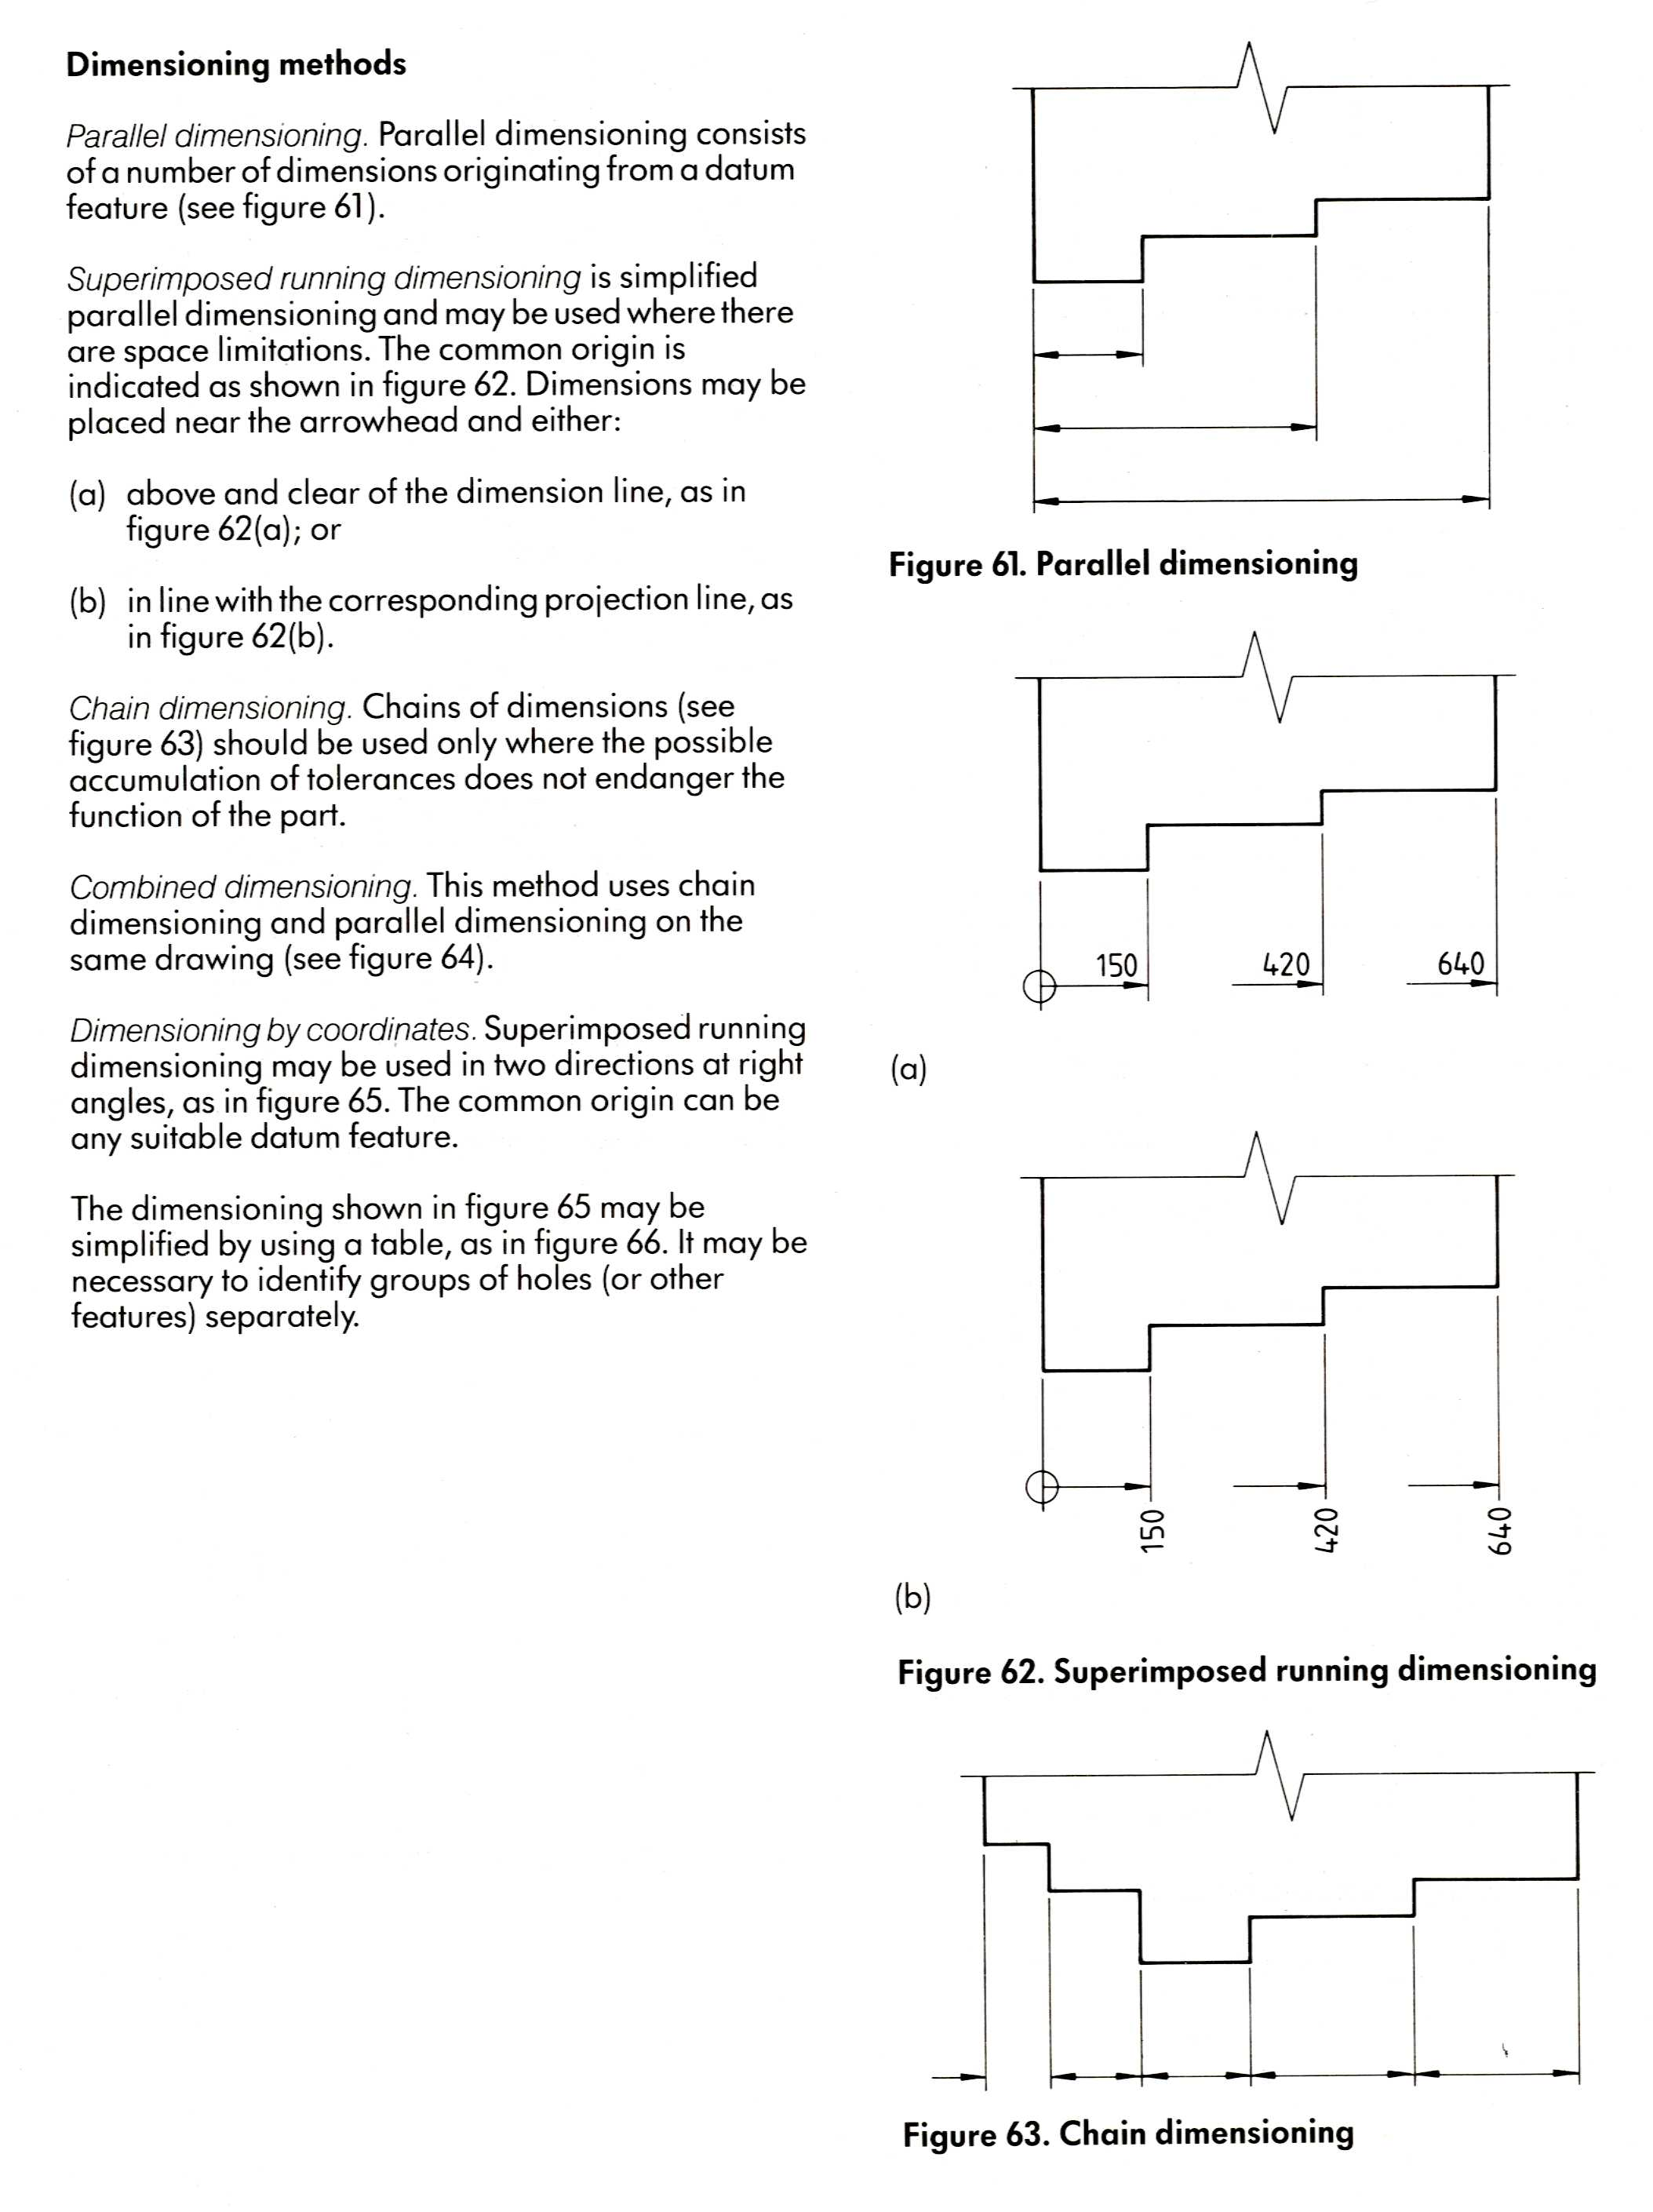 Dimensioning methods
Parallel dimensioning. Parallel dimensioning consists
of a number of dimensions originating from a datum
feature (see figure 61).
Superimposed running dimensioning is simplified
parallel dimensioning and may be used where there
are space limitations. The common origin is
indicated as shown in figure 62. Dimensions may be
placed near the arrowhead and either:
(a) above and clear of the dimension line, as in
figure 62(a); or
(b) in line with the corresponding projection line, as
in figure 62(b).
Chain dimensioning. Chains of dimensions (see
figure 63) should be used only where the possible
accumulation of tolerances does not endanger the
function of the part.
Combined dimensioning. This method uses chain
dimensioning and parallel dimensioning on the
same drawing (see figure 64).
Dimensioning by coordinates. Superimposed running
dimensioning may be used in two directions at right
angles, as in figure 65. The common origin can be
any suitable datum feature.
The dimensioning shown in figure 65 may be
simplified by using a table, as in figure 66. It may be
necessary to identify groups of holes (or other
features) separately.
Figure 61. Parallel dimensioning
150 420 640
(a)
150 420 640
(b)
Figure 62. Superimposed running dimensioning
Figure 63. Chain dimensioning